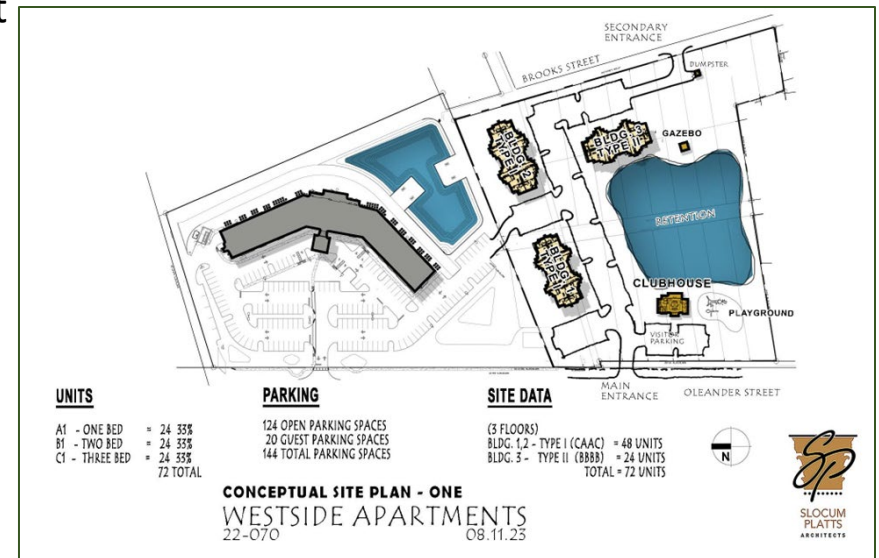 t
SECONDARY
ENTRANCE
BROOKS STREET
DUMPSTER
BLDG. 2
TYPE I
BLDG. 3
TYPE II
GAZEBO
RETENTION
BLDG. 1
TYPE I
CLUBHOUSE
PLAYGROUND
VISITOR
PARKING
MAIN
ENTRANCE
OLEANDER STREET
UNITS
A1 - ONE BED = 24 33%
B1 - TWO BED = 24 33%
C1 - THREE BED = 24 33%
72 TOTAL
PARKING
124 OPEN PARKING SPACES
20 GUEST PARKING SPACES
144 TOTAL PARKING SPACES
SITE DATA
(3 FLOORS)
BLDG. 1,2 - TYPE I (CAAC) = 48 UNITS
BLDG. 3 - TYPE II (BBBB) = 24 UNITS
TOTAL = 72 UNITS
N
SP
SLOCUM
PLATTS
ARCHITECTS
CONCEPTUAL SITE PLAN - ONE
WESTSIDE APARTMENTS
22-070 08.11.23